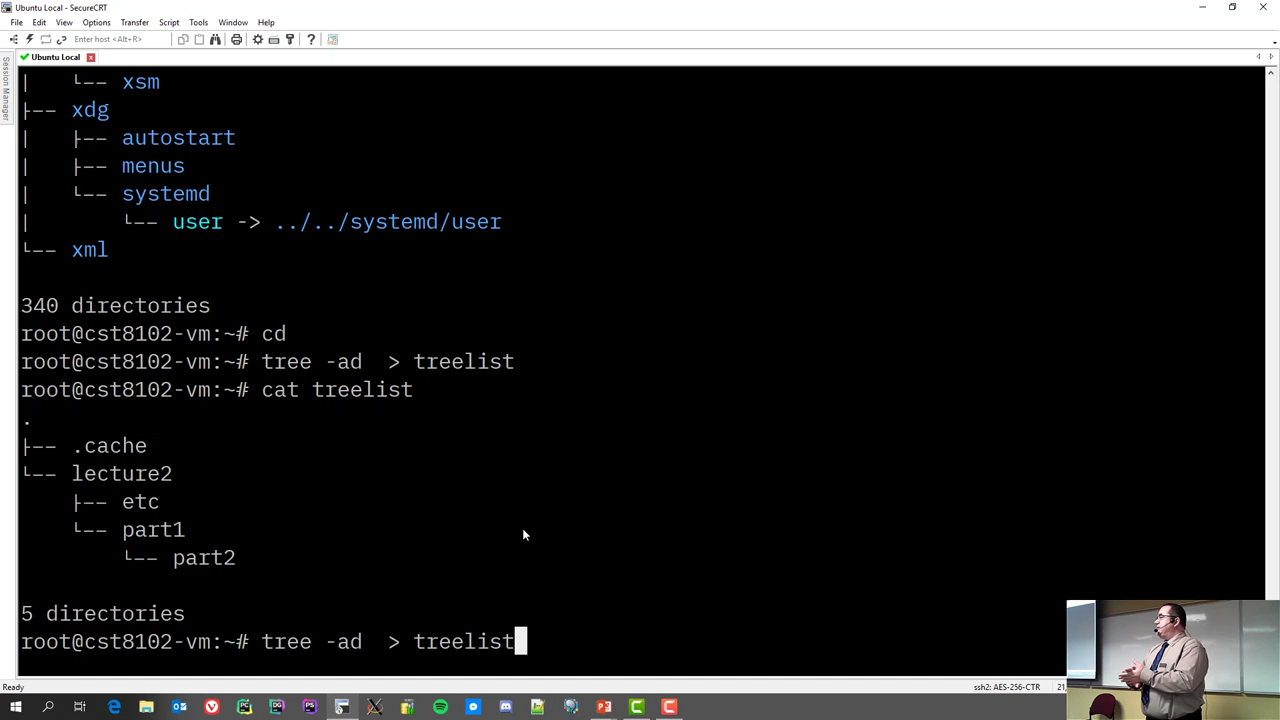 Ubuntu Local - SecureCRT
File Edit View Options Transfer Script Tools Window Help
Enter host <Alt+R>
Ubuntu Local
Session Manager
|   └── xsm
├── xdg
|   ├── autostart
|   ├── menus
|   └── systemd
|       └── user -> ../../systemd/user
└── xml
340 directories
root@cst8102-vm:~# cd
root@cst8102-vm:~# tree -ad  > treelist
root@cst8102-vm:~# cat treelist
.
├── .cache
└── lecture2
    ├── etc
    └── part1
        └── part2
5 directories
root@cst8102-vm:~# tree -ad  > treelist
Ready
ssh2: AES-256-CTR
21,